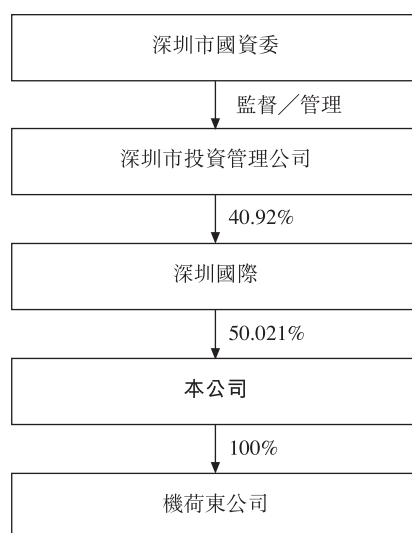 深圳市國資委
監督／管理
深圳市投資管理公司
40.92%
深圳國際
50.021%
本公司
100%
機荷東公司